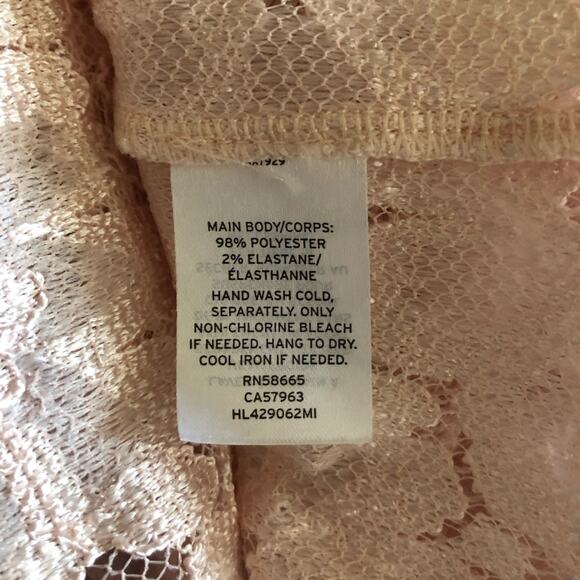 MAIN BODY/CORPS:
98% POLYESTER
2% ELASTANE/
ÉLASTHANNE
HAND WASH COLD,
SEPARATELY. ONLY
NON-CHLORINE BLEACH
IF NEEDED. HANG TO DRY.
COOL IRON IF NEEDED.
RN58665
CA57963
HL429062MI